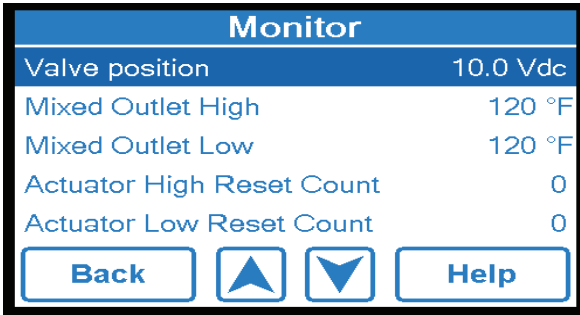 Monitor
Valve position 10.0 Vdc
Mixed Outlet High 120 °F
Mixed Outlet Low 120 °F
Actuator High Reset Count 0
Actuator Low Reset Count 0
Back Help